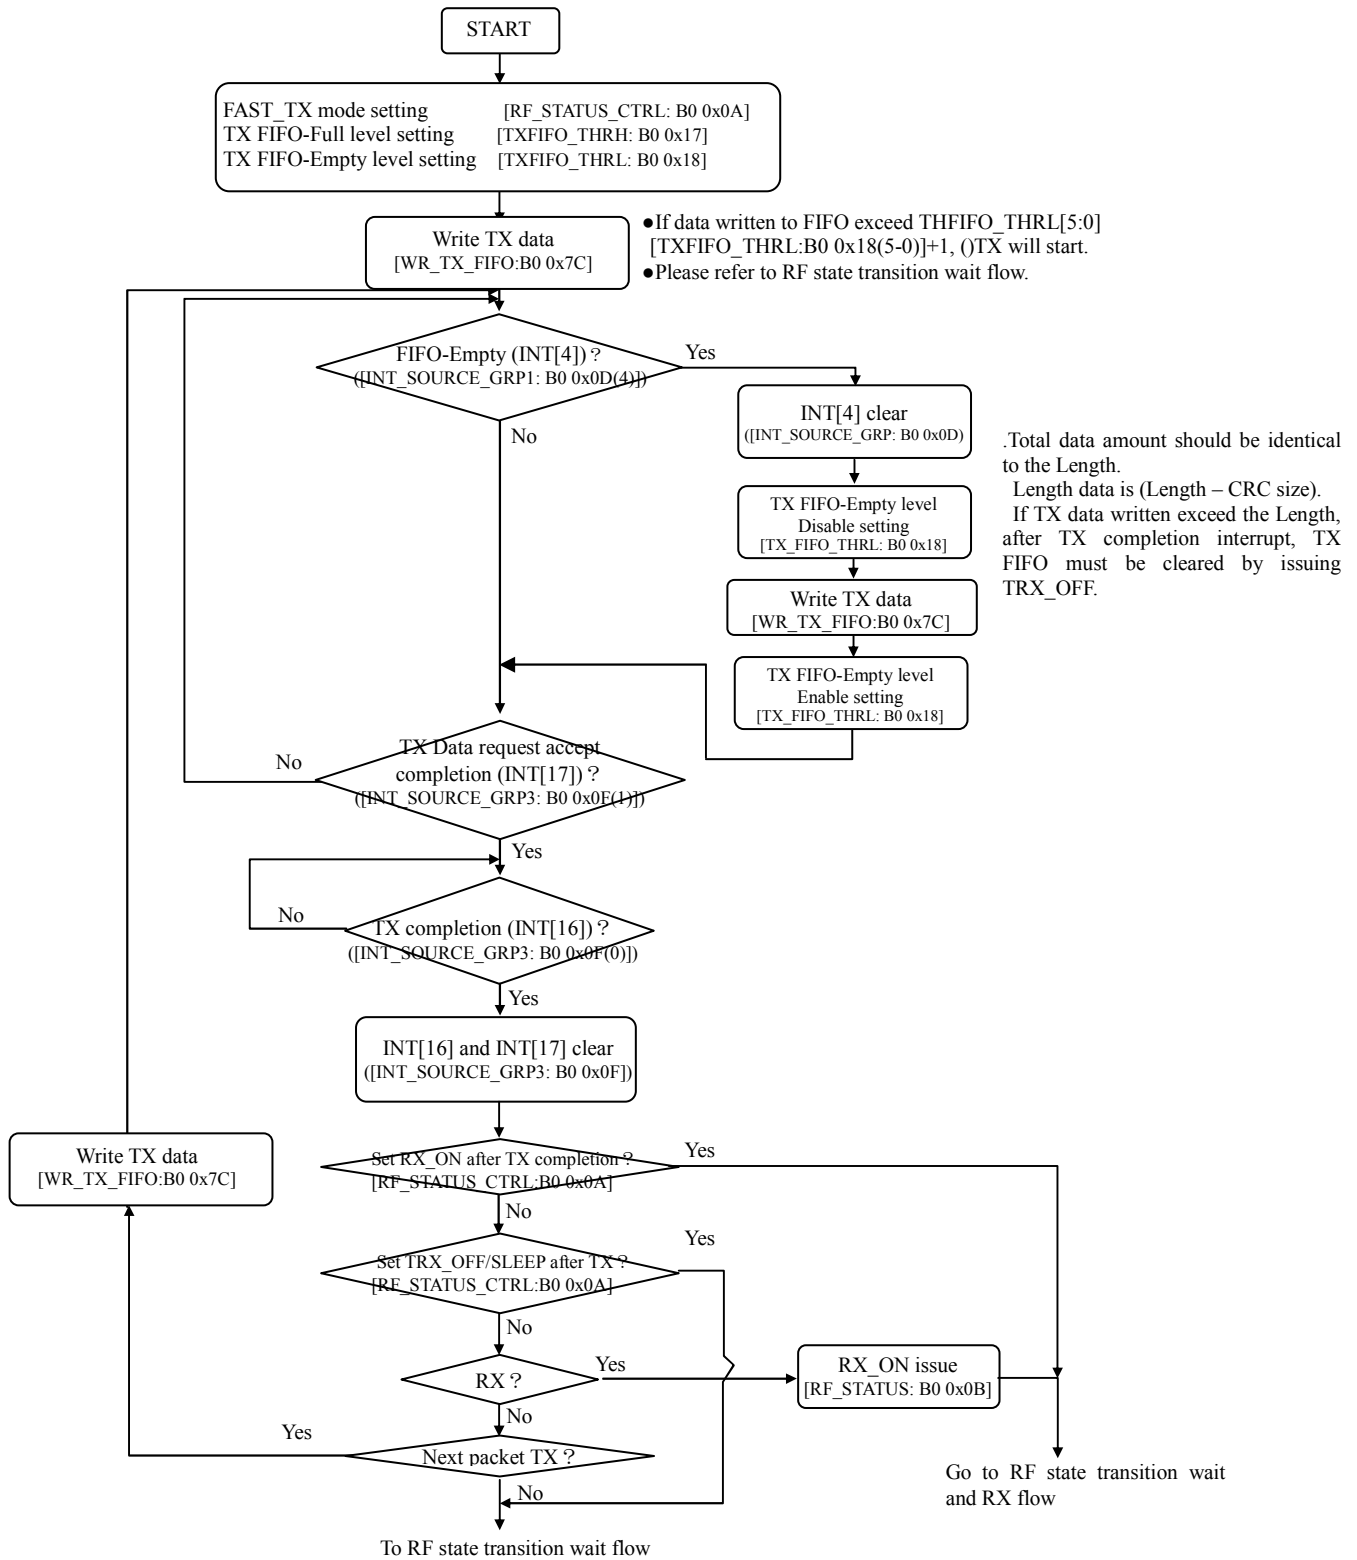 START
FAST_TX mode setting [RF_STATUS_CTRL: B0 0x0A]
TX FIFO-Full level setting [TXFIFO_THRH: B0 0x17]
TX FIFO-Empty level setting [TXFIFO_THRL: B0 0x18]
Write TX data
[WR_TX_FIFO:B0 0x7C]
●If data written to FIFO exceed THFIFO_THRL[5:0]
[TXFIFO_THRL:B0 0x18(5-0)]+1, ()TX will start.
●Please refer to RF state transition wait flow.
FIFO-Empty (INT[4])？
([INT_SOURCE_GRP1: B0 0x0D(4)])
Yes
No
INT[4] clear
([INT_SOURCE_GRP: B0 0x0D)
TX FIFO-Empty level
Disable setting
[TX_FIFO_THRL: B0 0x18]
Write TX data
[WR_TX_FIFO:B0 0x7C]
TX FIFO-Empty level
Enable setting
[TX_FIFO_THRL: B0 0x18]
.Total data amount should be identical
to the Length.
Length data is (Length – CRC size).
If TX data written exceed the Length,
after TX completion interrupt, TX
FIFO must be cleared by issuing
TRX_OFF.
TX Data request accept
completion (INT[17])？
([INT_SOURCE_GRP3: B0 0x0F(1)])
No
Yes
TX completion (INT[16])？
([INT_SOURCE_GRP3: B0 0x0F(0)])
No
Yes
INT[16] and INT[17] clear
([INT_SOURCE_GRP3: B0 0x0F])
Write TX data
[WR_TX_FIFO:B0 0x7C]
Set RX_ON after TX completion？
[RF_STATUS_CTRL:B0 0x0A]
Yes
No
Set TRX_OFF/SLEEP after TX？
[RF_STATUS_CTRL:B0 0x0A]
Yes
No
RX？
Yes
No
RX_ON issue
[RF_STATUS: B0 0x0B]
Next packet TX？
Yes
No
Go to RF state transition wait
and RX flow
To RF state transition wait flow